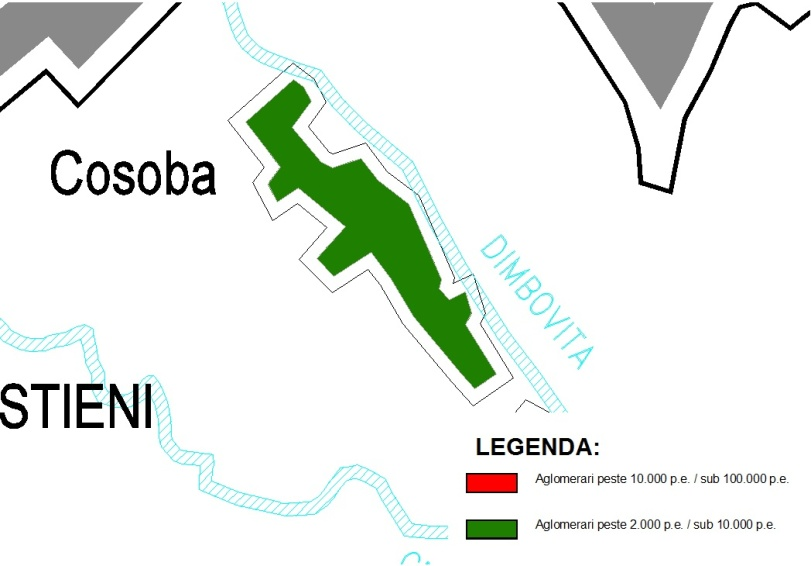 Cosoba
DIMBOVITA
STIENI
LEGENDA:
Aglomerari peste 10.000 p.e. / sub 100.000 p.e.
Aglomerari peste 2.000 p.e. / sub 10.000 p.e.